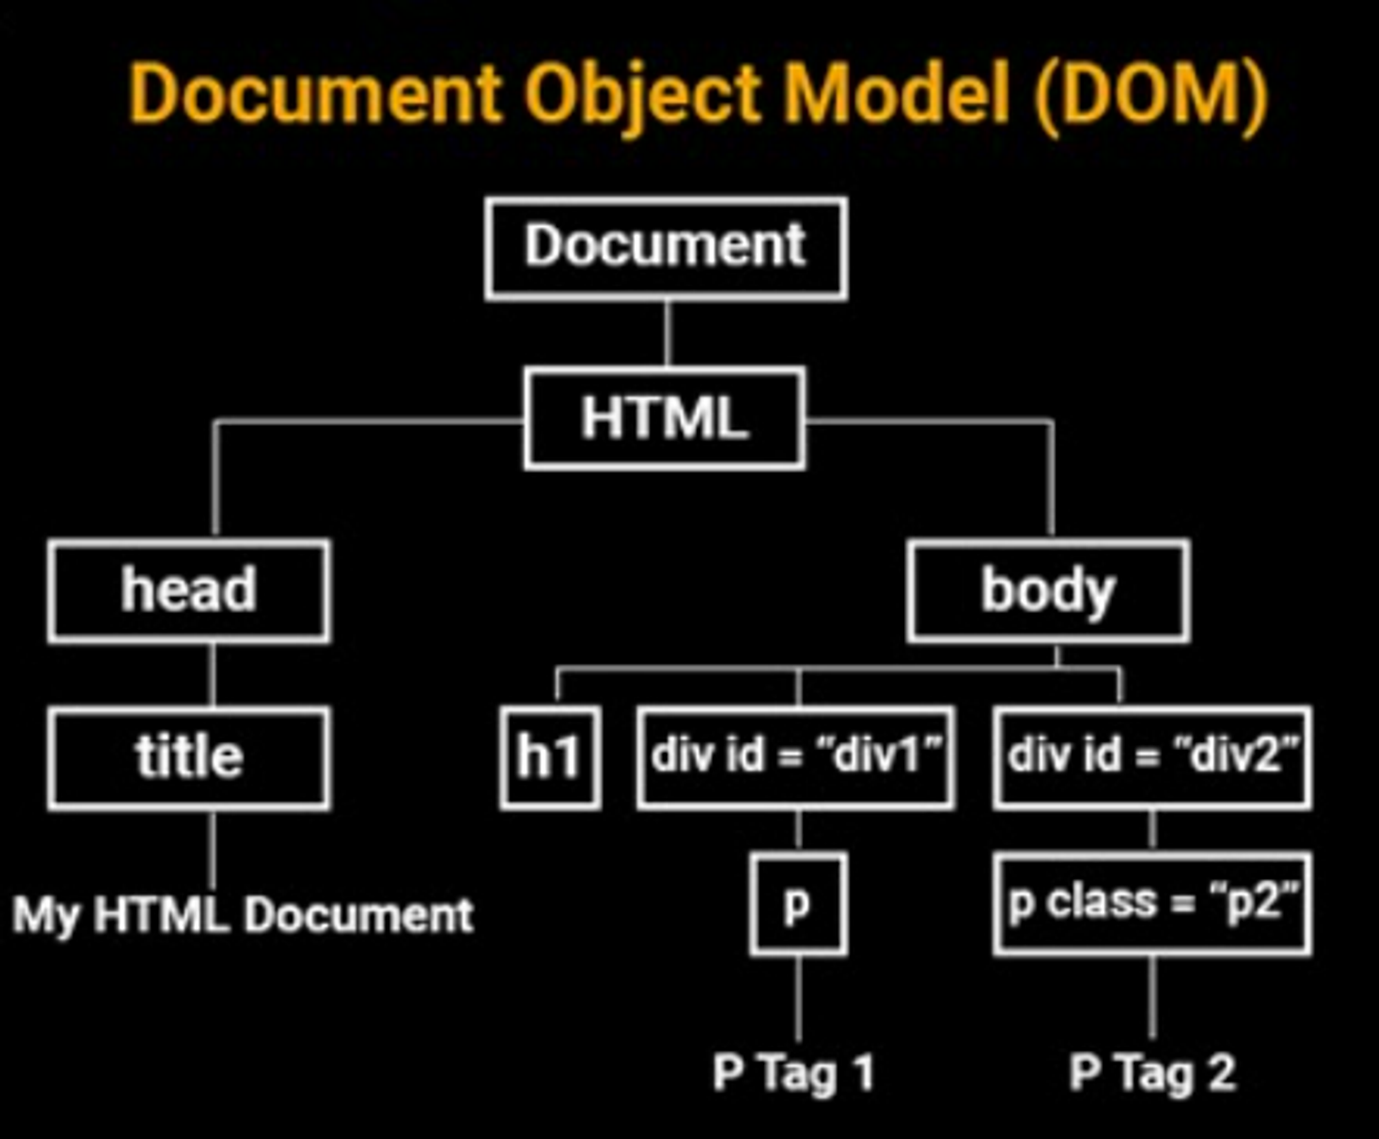 Document Object Model (DOM)
Document
HTML
head
body
title
h1
div id = “div1”
div id = “div2”
p
p class = “p2”
My HTML Document
P Tag 1
P Tag 2